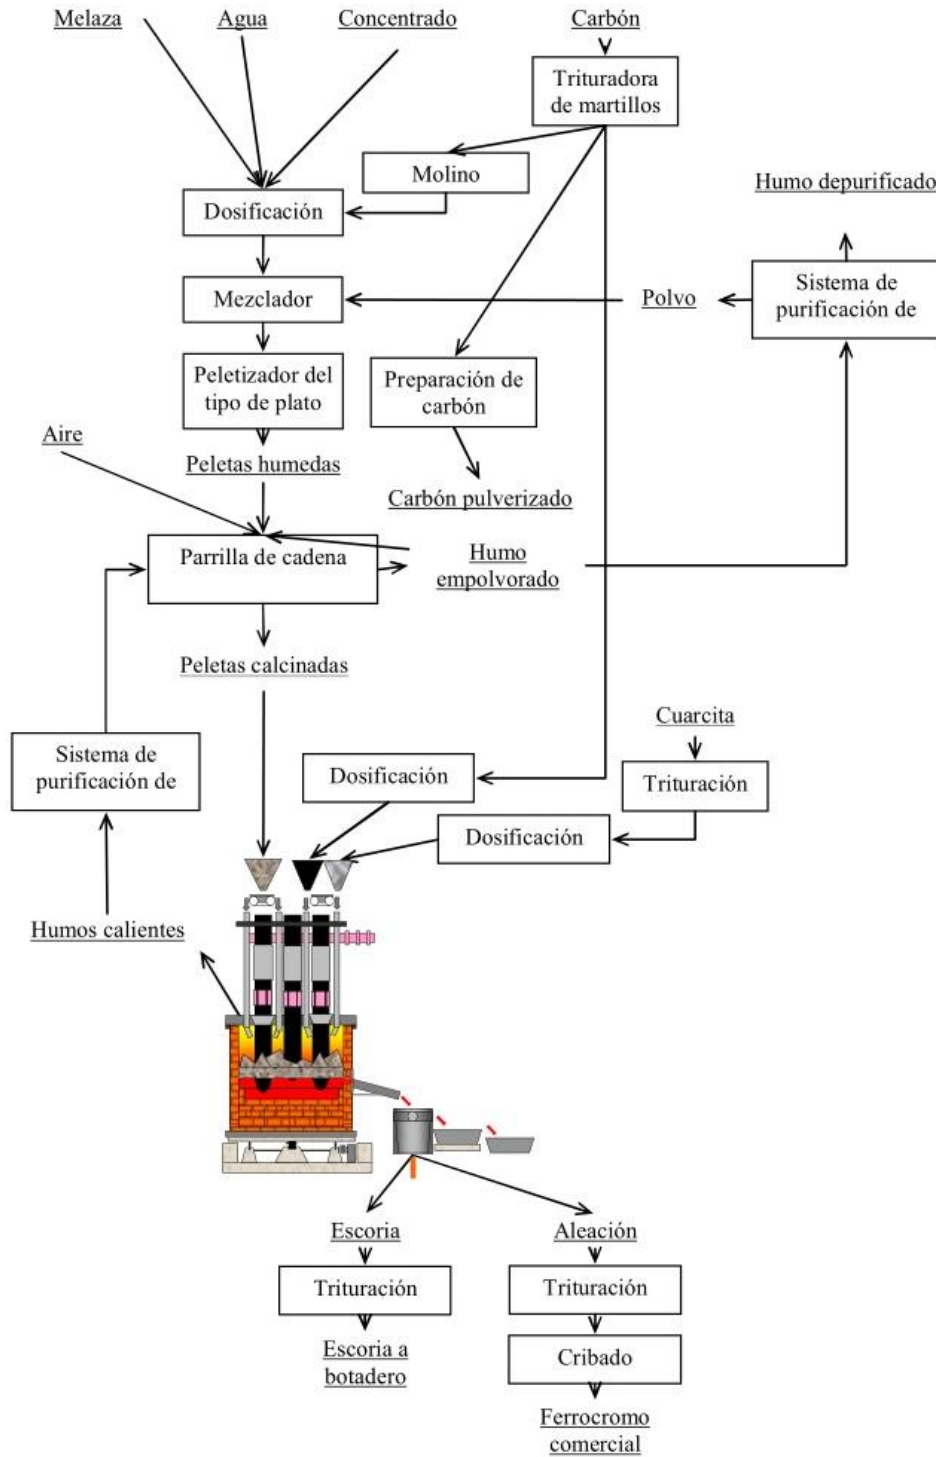 Melaza
Agua
Concentrado
Carbón
Trituradora
de martillos
Molino
Humo depurificado
Dosificación
Sistema de
purificación de
Mezclador
Polvo
Peletizador del
tipo de plato
Preparación de
carbón
Aire
Peletas humedas
Carbón pulverizado
Parrilla de cadena
Humo
empolvorado
Peletas calcinadas
Cuarcita
Sistema de
purificación de
Dosificación
Trituración
Dosificación
Humos calientes
Escoria
Aleación
Trituración
Trituración
Escoria a
botadero
Cribado
Ferrocromo
comercial